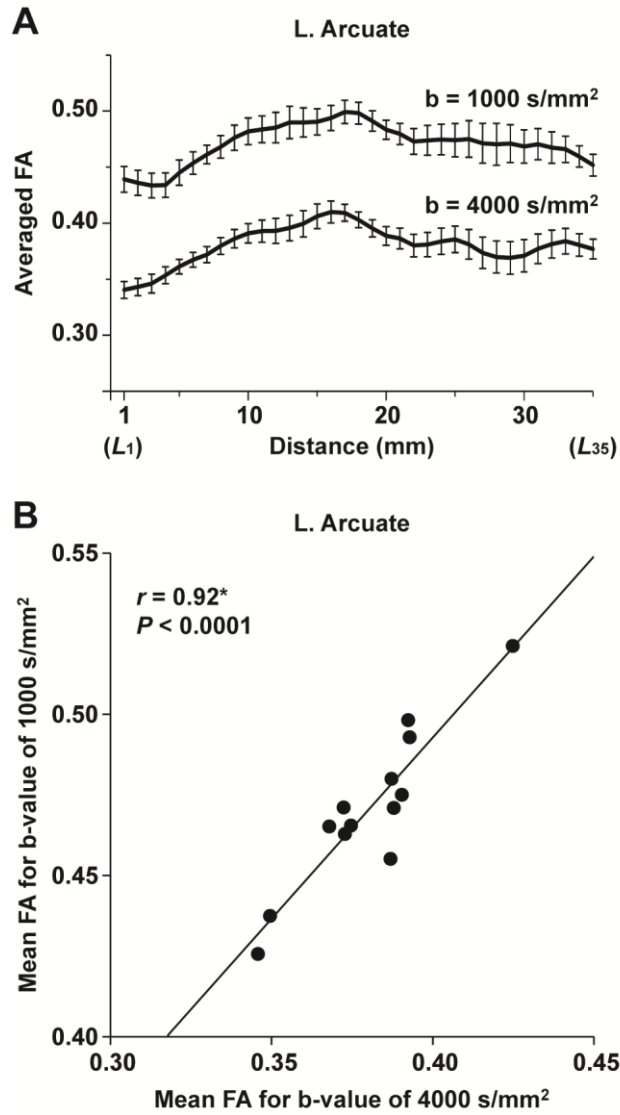 A
L. Arcuate
b = 1000 s/mm²
0.50
b = 4000 s/mm²
0.40
Averaged FA
0.30
1 10 20 30
(L₁) Distance (mm) (L₃₅)
B
L. Arcuate
0.55
r = 0.92*
P < 0.0001
0.50
Mean FA for b-value of 1000 s/mm²
0.45
0.40
0.30 0.35 0.40 0.45
Mean FA for b-value of 4000 s/mm²